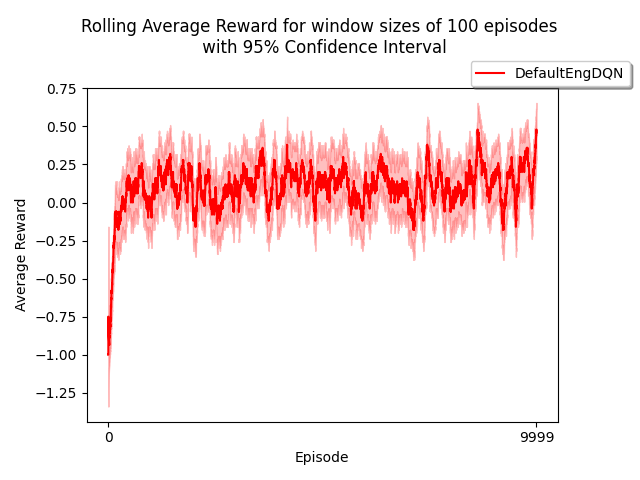 Rolling Average Reward for window sizes of 100 episodes
with 95% Confidence Interval
DefaultEngDQN
0.75
0.50
0.25
0.00
−0.25
−0.50
−0.75
−1.00
−1.25
Average Reward
0
9999
Episode